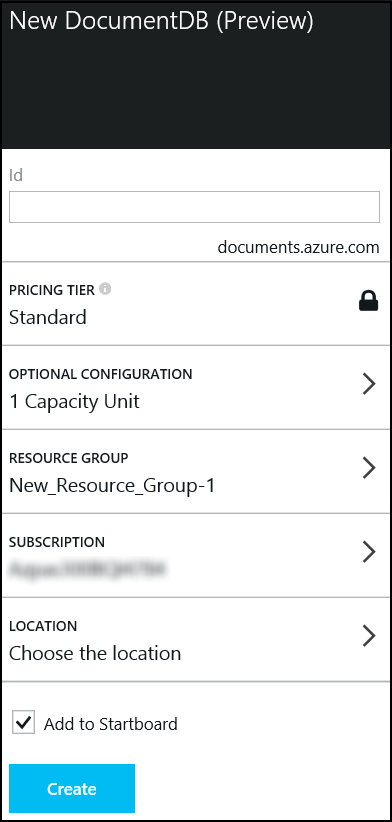 New DocumentDB (Preview)
Id
documents.azure.com
PRICING TIER
Standard
OPTIONAL CONFIGURATION
1 Capacity Unit
RESOURCE GROUP
New_Resource_Group-1
SUBSCRIPTION
LOCATION
Choose the location
Add to Startboard
Create